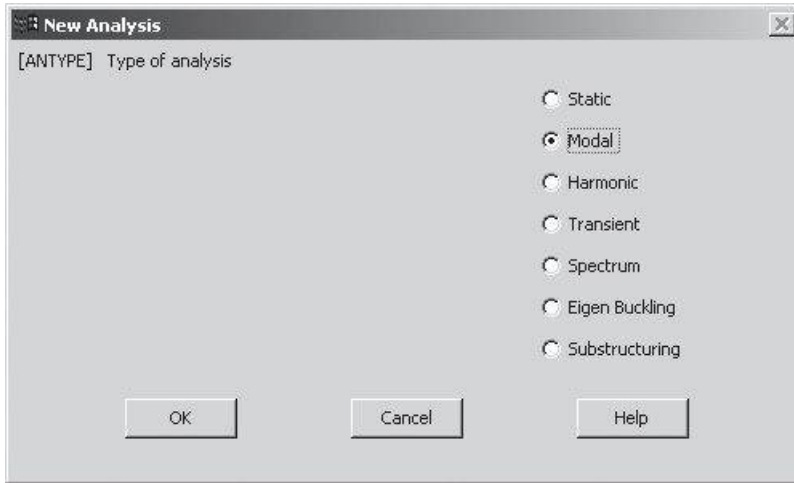 New Analysis
[ANTYPE] Type of analysis
Static
Modal
Harmonic
Transient
Spectrum
Eigen Buckling
Substructuring
OK Cancel Help